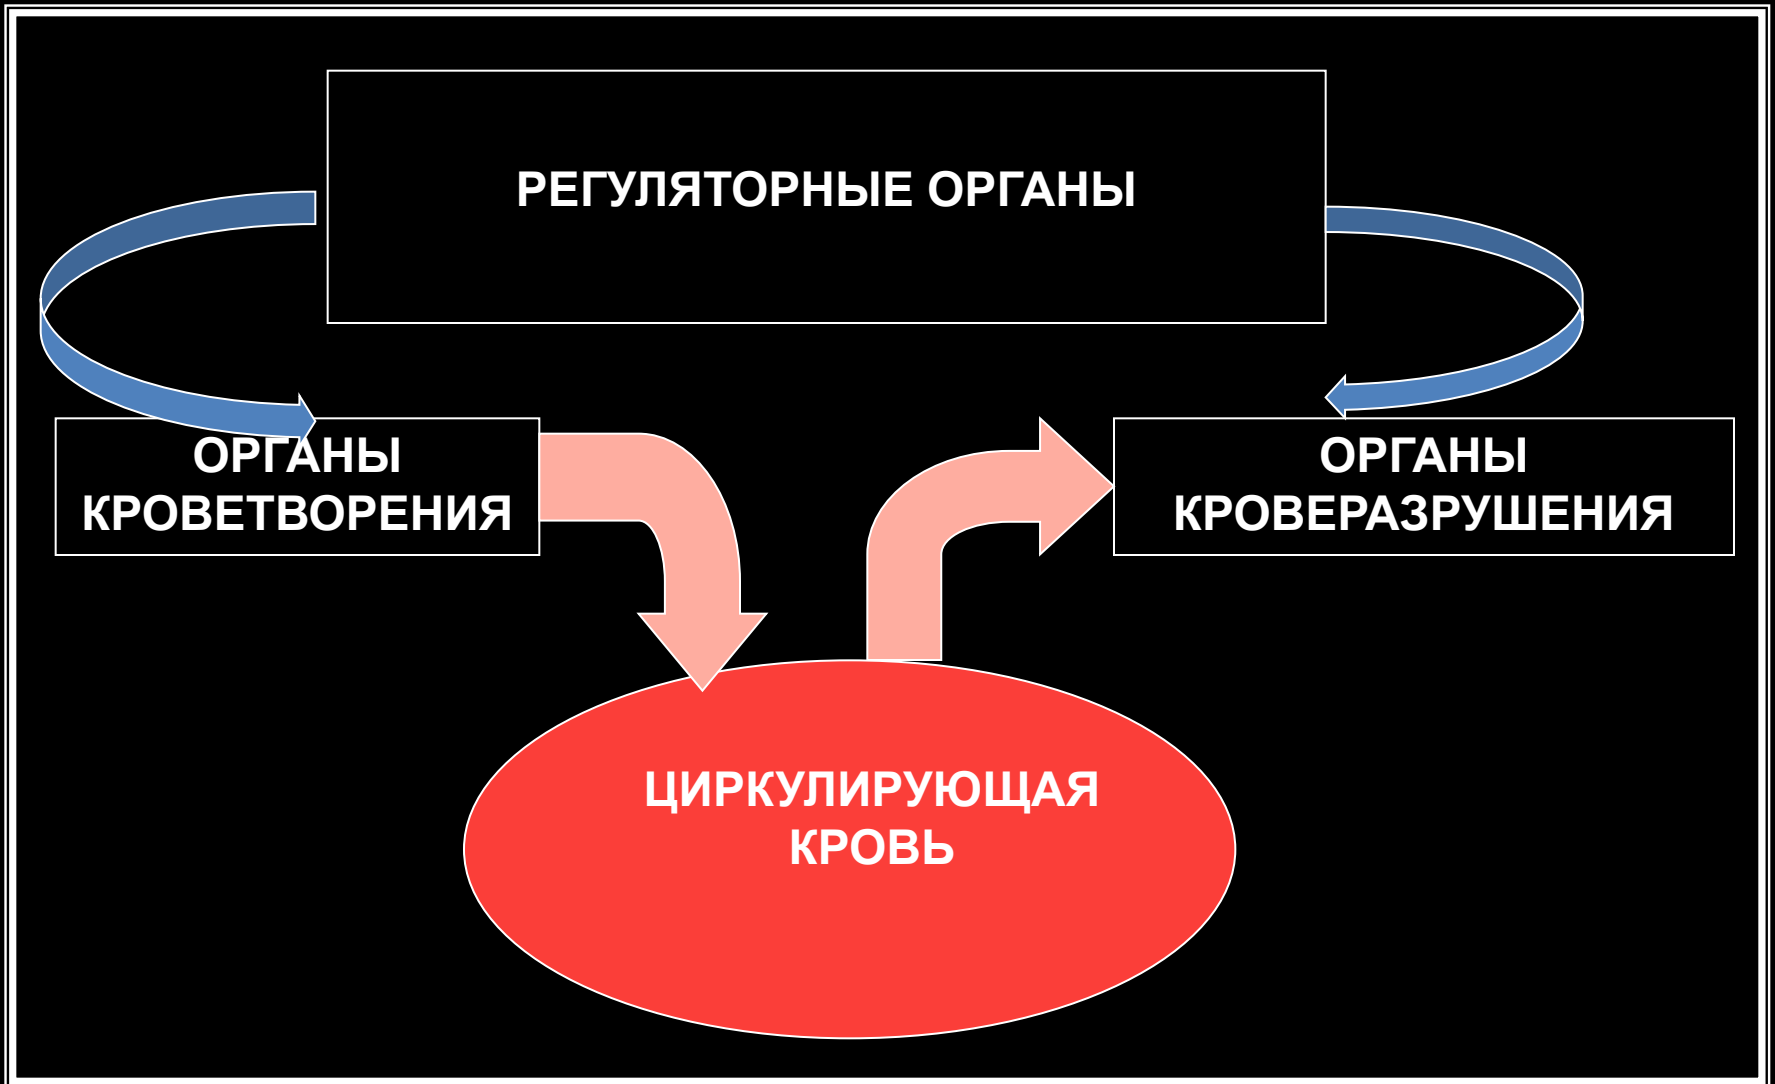 РЕГУЛЯТОРНЫЕ ОРГАНЫ
ОРГАНЫ
КРОВЕТВОРЕНИЯ
ОРГАНЫ
КРОВЕРАЗРУШЕНИЯ
ЦИРКУЛИРУЮЩАЯ
КРОВЬ